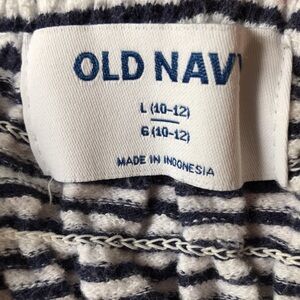 OLD NAV
L (10-12)
G (10-12)
MADE IN INDONESIA